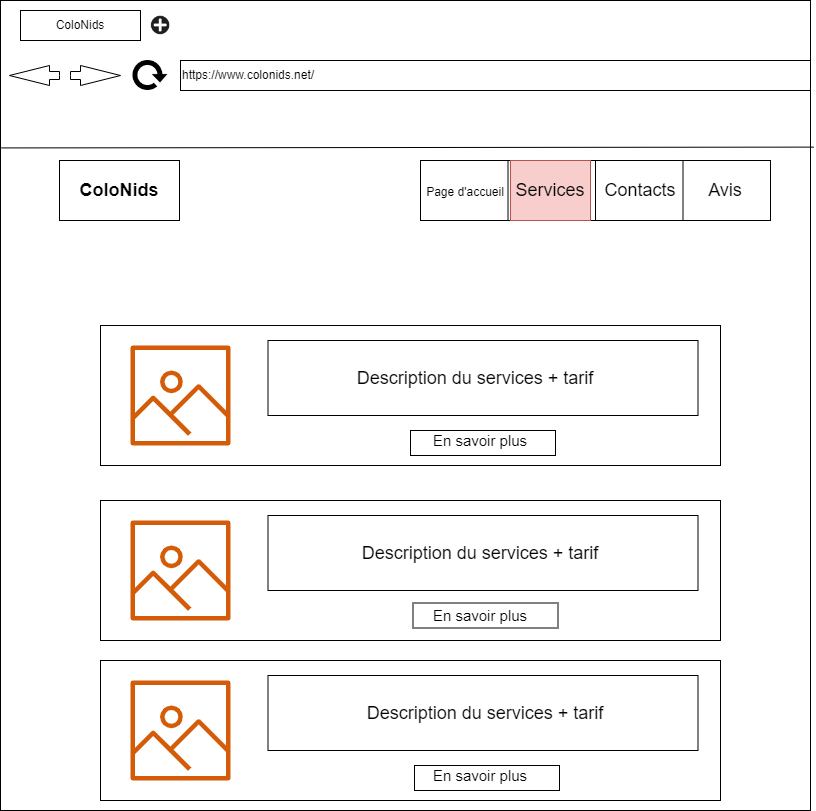 ColoNids
https://www.colonids.net/
ColoNids
Page d'accueil
Services
Contacts
Avis
Description du services + tarif
En savoir plus
Description du services + tarif
En savoir plus
Description du services + tarif
En savoir plus